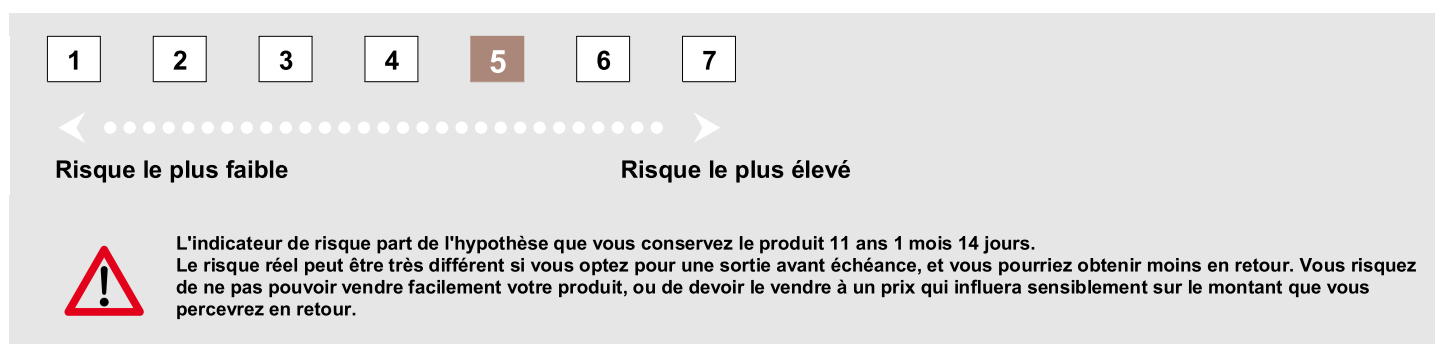 1 2 3 4 5 6 7
Risque le plus faible Risque le plus élevé
L'indicateur de risque part de l'hypothèse que vous conservez le produit 11 ans 1 mois 14 jours.
Le risque réel peut être très différent si vous optez pour une sortie avant échéance, et vous pourriez obtenir moins en retour. Vous risquez
de ne pas pouvoir vendre facilement votre produit, ou de devoir le vendre à un prix qui influera sensiblement sur le montant que vous
percevrez en retour.